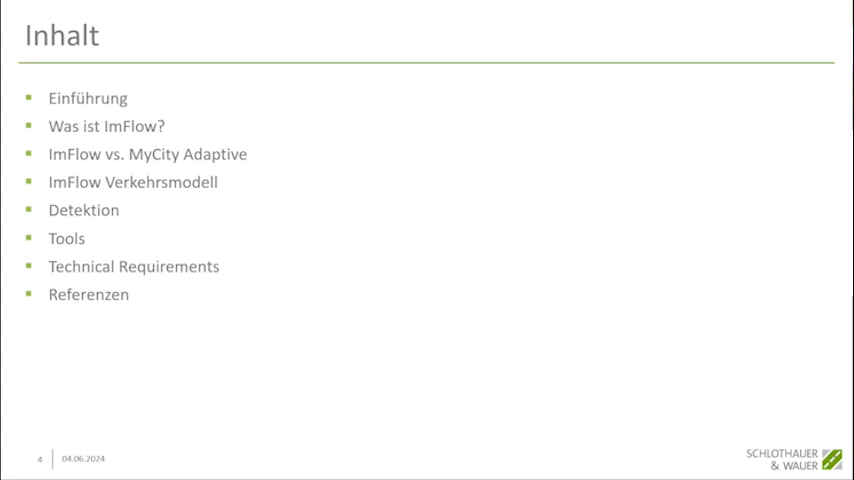 Inhalt
Einführung
Was ist ImFlow?
ImFlow vs. MyCity Adaptive
ImFlow Verkehrsmodell
Detektion
Tools
Technical Requirements
Referenzen
4
04.06.2024
SCHLOTHAUER
& WAUER